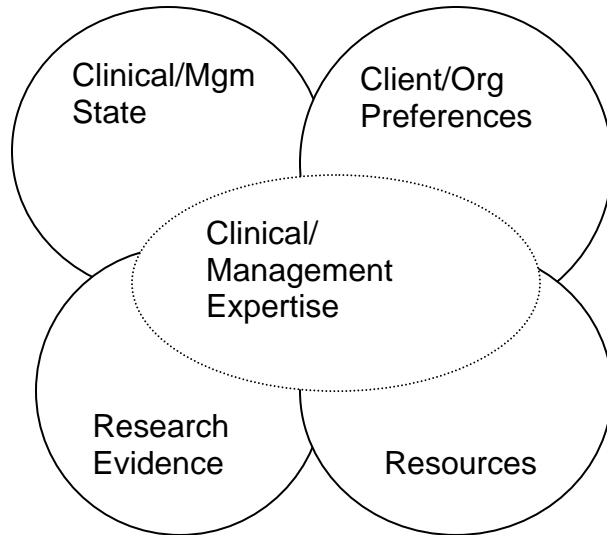 Clinical/Mgm
State
Client/Org
Preferences
Clinical/
Management
Expertise
Research
Evidence
Resources